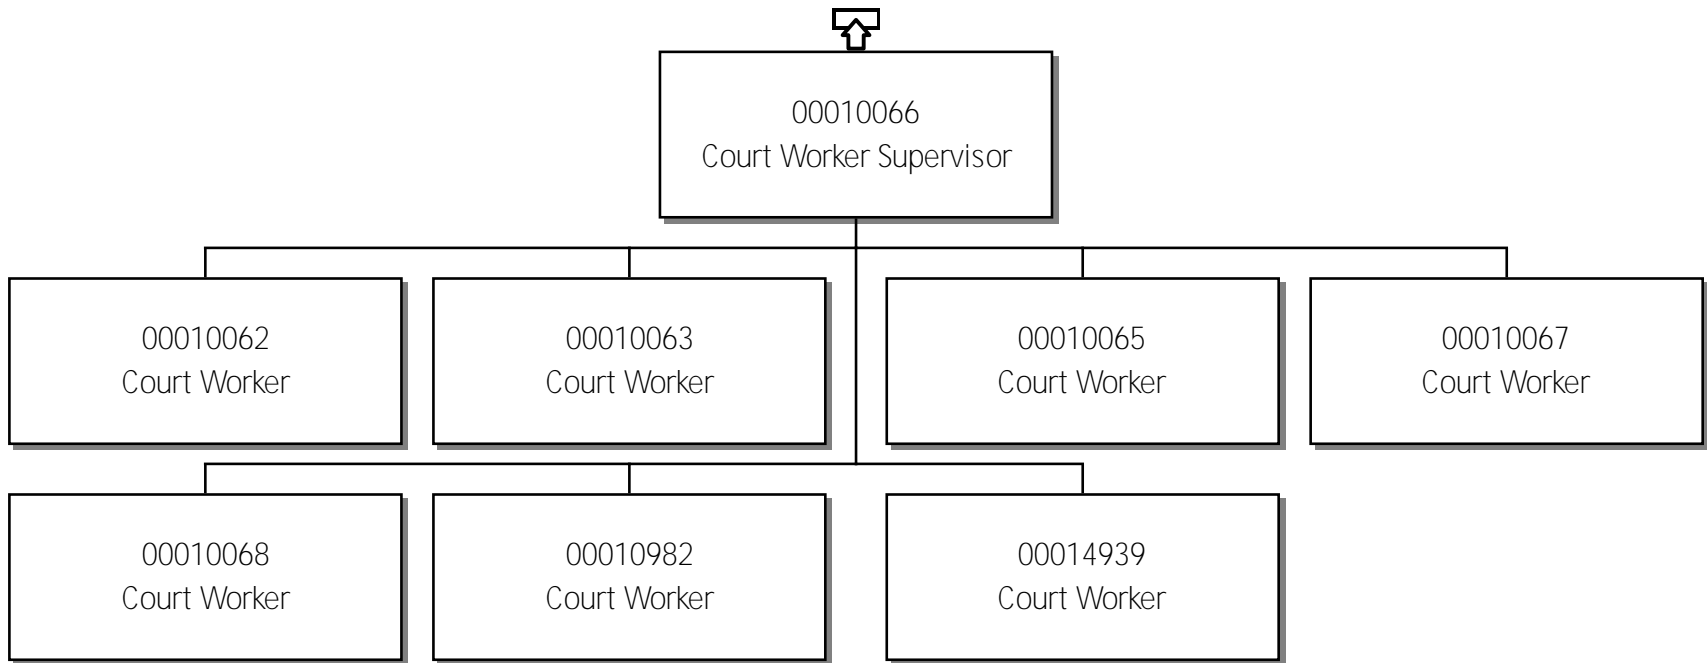 00010066
Court Worker Supervisor
00010062
Court Worker
00010063
Court Worker
00010065
Court Worker
00010067
Court Worker
00010068
Court Worker
00010982
Court Worker
00014939
Court Worker